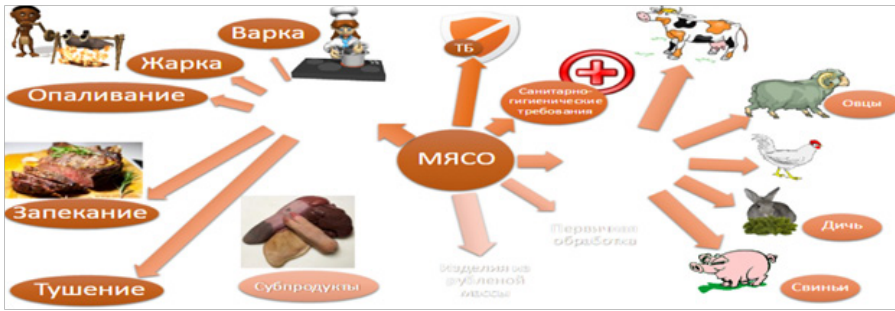 Варка
Жарка
Опаливание
Запекание
Тушение
Субпродукты
ТБ
Санитарно-
гигиенические
требования
МЯСО
Первичная
обработка
Изделия из
рубленой
массы
Овцы
Дичь
Свиньи